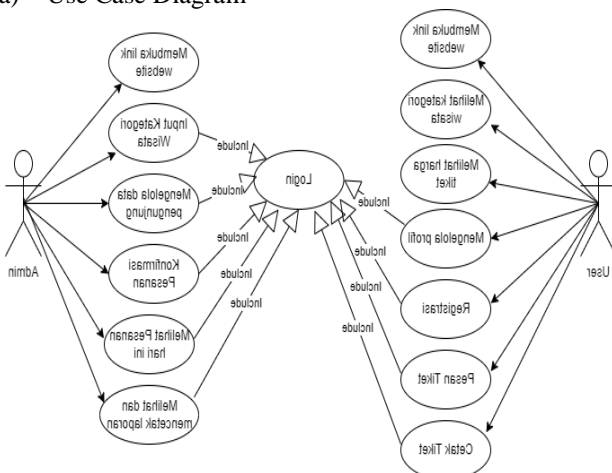 a) Use Case Diagram
Membuka link
website
Input Kategori
Wisata
Mengelola data
pengunjung
Konfirmasi
Pesanan
Melihat Pesanan
hari ini
Melihat dan
mencetak laporan
Admin
Include
Include
Include
Include
Include
Login
Include
Include
Include
Include
Membuka link
website
Melihat kategori
wisata
Melihat harga
tiket
Mengelola profil
Registrasi
Pesan Tiket
Cetak Tiket
User